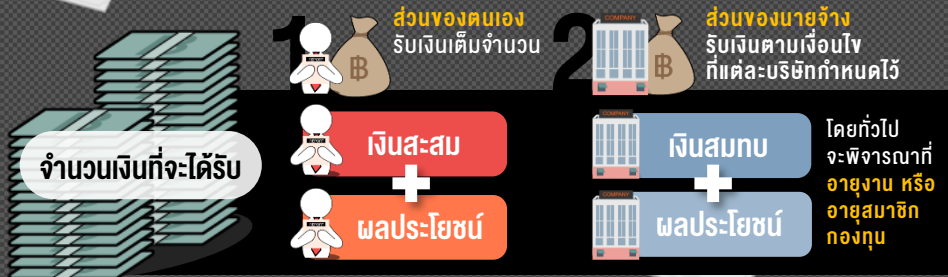 1
ส่วนของตนเอง
รับเงินเต็มจำนวน
฿
2
COMPANY
ส่วนของนายจ้าง
รับเงินตามเงื่อนไข
ที่แต่ละบริษัทกำหนดไว้
฿
จำนวนเงินที่จะได้รับ
เงินสะสม
+
ผลประโยชน์
COMPANY
เงินสมทบ
+
COMPANY
ผลประโยชน์
โดยทั่วไป
จะพิจารณาที่
อายุงาน หรือ
อายุสมาชิก
กองทุน